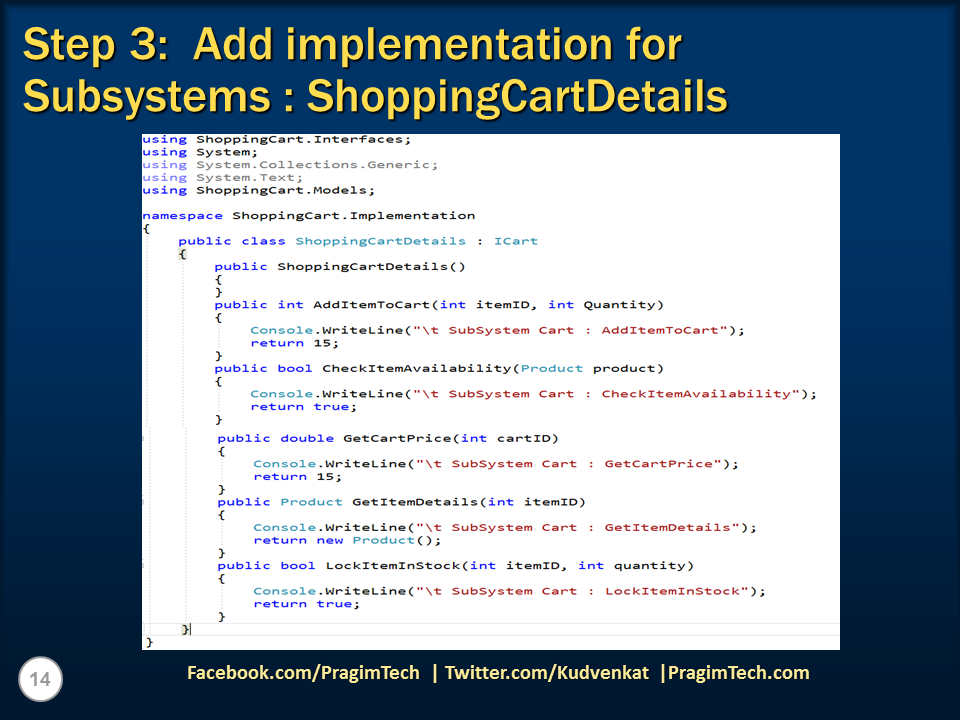 Step 3:  Add implementation for
Subsystems : ShoppingCartDetails
using ShoppingCart.Interfaces;
using System;
using System.Collections.Generic;
using System.Text;
using ShoppingCart.Models;
namespace ShoppingCart.Implementation
{
public class ShoppingCartDetails : ICart
{
public ShoppingCartDetails()
{
}
public int AddItemToCart(int itemID, int Quantity)
{
Console.WriteLine("\t SubSystem Cart : AddItemToCart");
return 15;
}
public bool CheckItemAvailability(Product product)
{
Console.WriteLine("\t SubSystem Cart : CheckItemAvailability");
return true;
}
public double GetCartPrice(int cartID)
{
Console.WriteLine("\t SubSystem Cart : GetCartPrice");
return 15;
}
public Product GetItemDetails(int itemID)
{
Console.WriteLine("\t SubSystem Cart : GetItemDetails");
return new Product();
}
public bool LockItemInStock(int itemID, int quantity)
{
Console.WriteLine("\t SubSystem Cart : LockItemInStock");
return true;
}
}
}
14
Facebook.com/PragimTech | Twitter.com/Kudvenkat |PragimTech.com